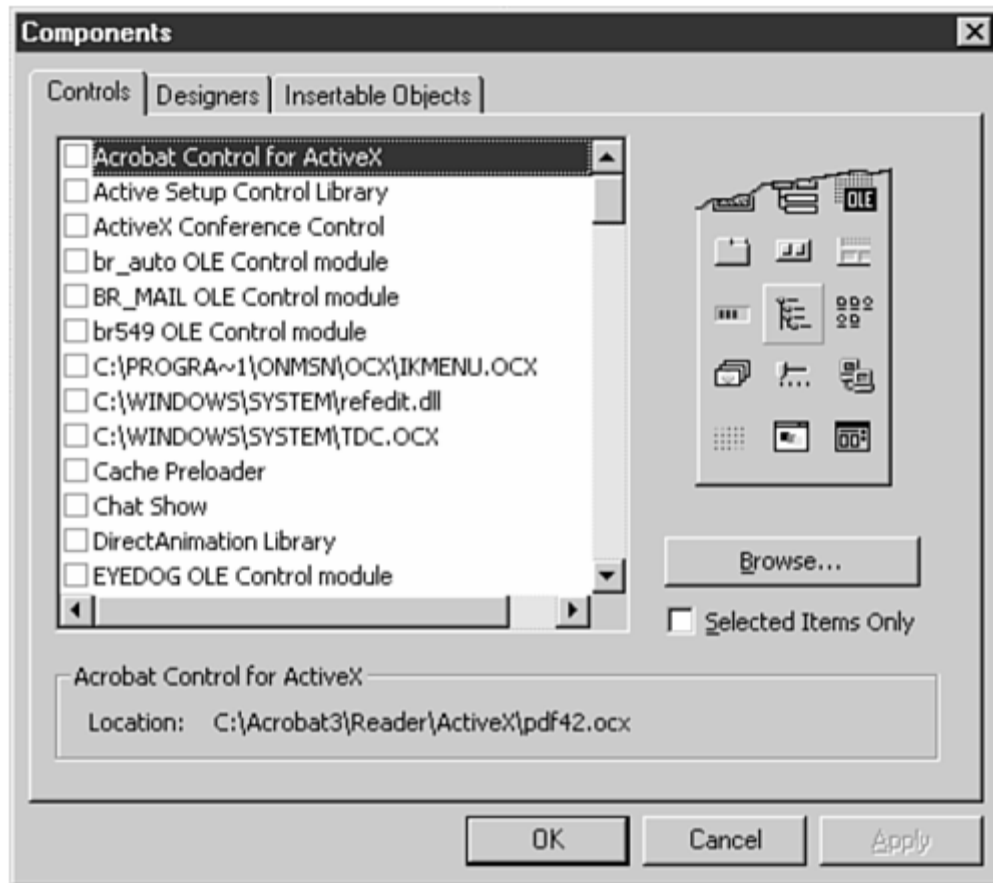 Components
Controls Designers Insertable Objects
Acrobat Control for ActiveX
Active Setup Control Library
ActiveX Conference Control
br_auto OLE Control module
BR_MAIL OLE Control module
br549 OLE Control module
C:\PROGRA~1\ONMSN\OCX\IKMENU.OCX
C:\WINDOWS\SYSTEM\refedit.dll
C:\WINDOWS\SYSTEM\TDC.OCX
Cache Preloader
Chat Show
DirectAnimation Library
EYEDOG OLE Control module
OLE
Browse...
Selected Items Only
Acrobat Control for ActiveX
Location: C:\Acrobat3\Reader\ActiveX\pdf42.ocx
OK Cancel Apply